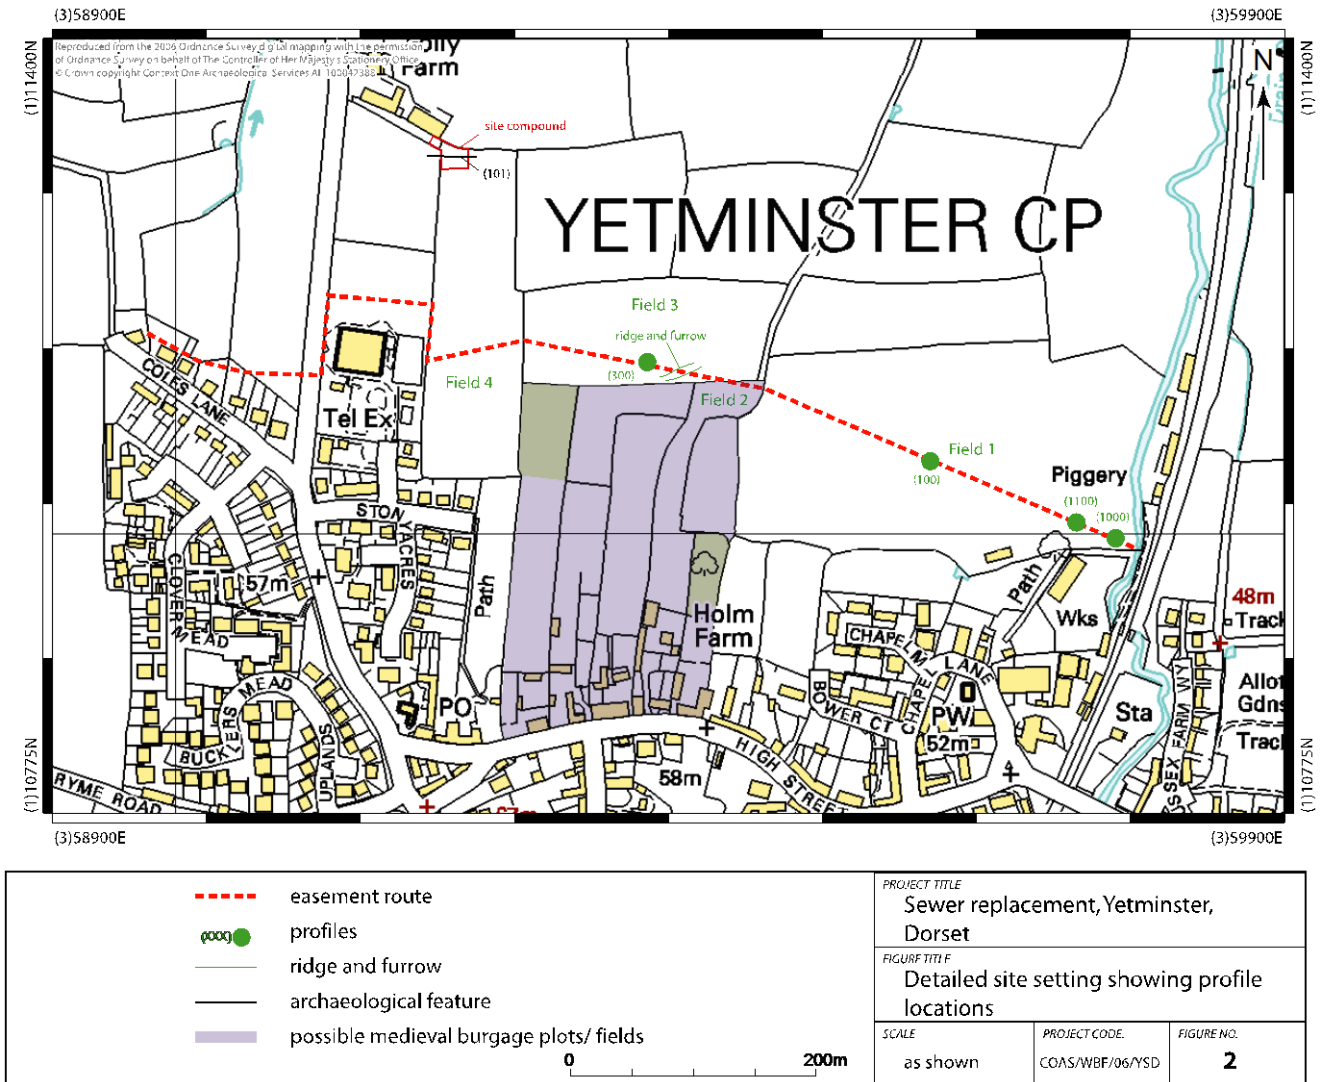 (3)58900E
(3)59900E
(1)11400N
(1)11400N
Reproduced from the 2006 Ordnance Survey digital mapping with the permission
of Ordnance Survey on behalf of The Controller of Her Majesty's Stationery Office
© Crown copyright Context One Archaeological Services AL 100047388
Farm
N
site compound
(101)
YETMINSTER CP
Field 3
ridge and furrow
(300)
Field 4
Field 2
Field 1
(100)
COLES LANE
Tel Ex
Piggery
(1100)
(1000)
STONY ACRES
Path
CLOVER MEAD
57m
Holm
Farm
Path
Wks
48m
Track
CHAPEL MEAD
CHAPEL LANE
BOWER CT
PW
52m
Sta
Allot
Gdns
Track
BUCKLERS MEAD
UPLANDS
PO
58m
HIGH STREET
RYME ROAD
(1)10775N
(1)10775N
(3)58900E
(3)59900E
easement route
(XXX) profiles
ridge and furrow
archaeological feature
possible medieval burgage plots/ fields
0 200m
PROJECT TITLE
Sewer replacement, Yetminster,
Dorset
FIGURE TITLE
Detailed site setting showing profile
locations
SCALE
as shown
PROJECT CODE.
COAS/WBF/06/YSD
FIGURE NO.
2